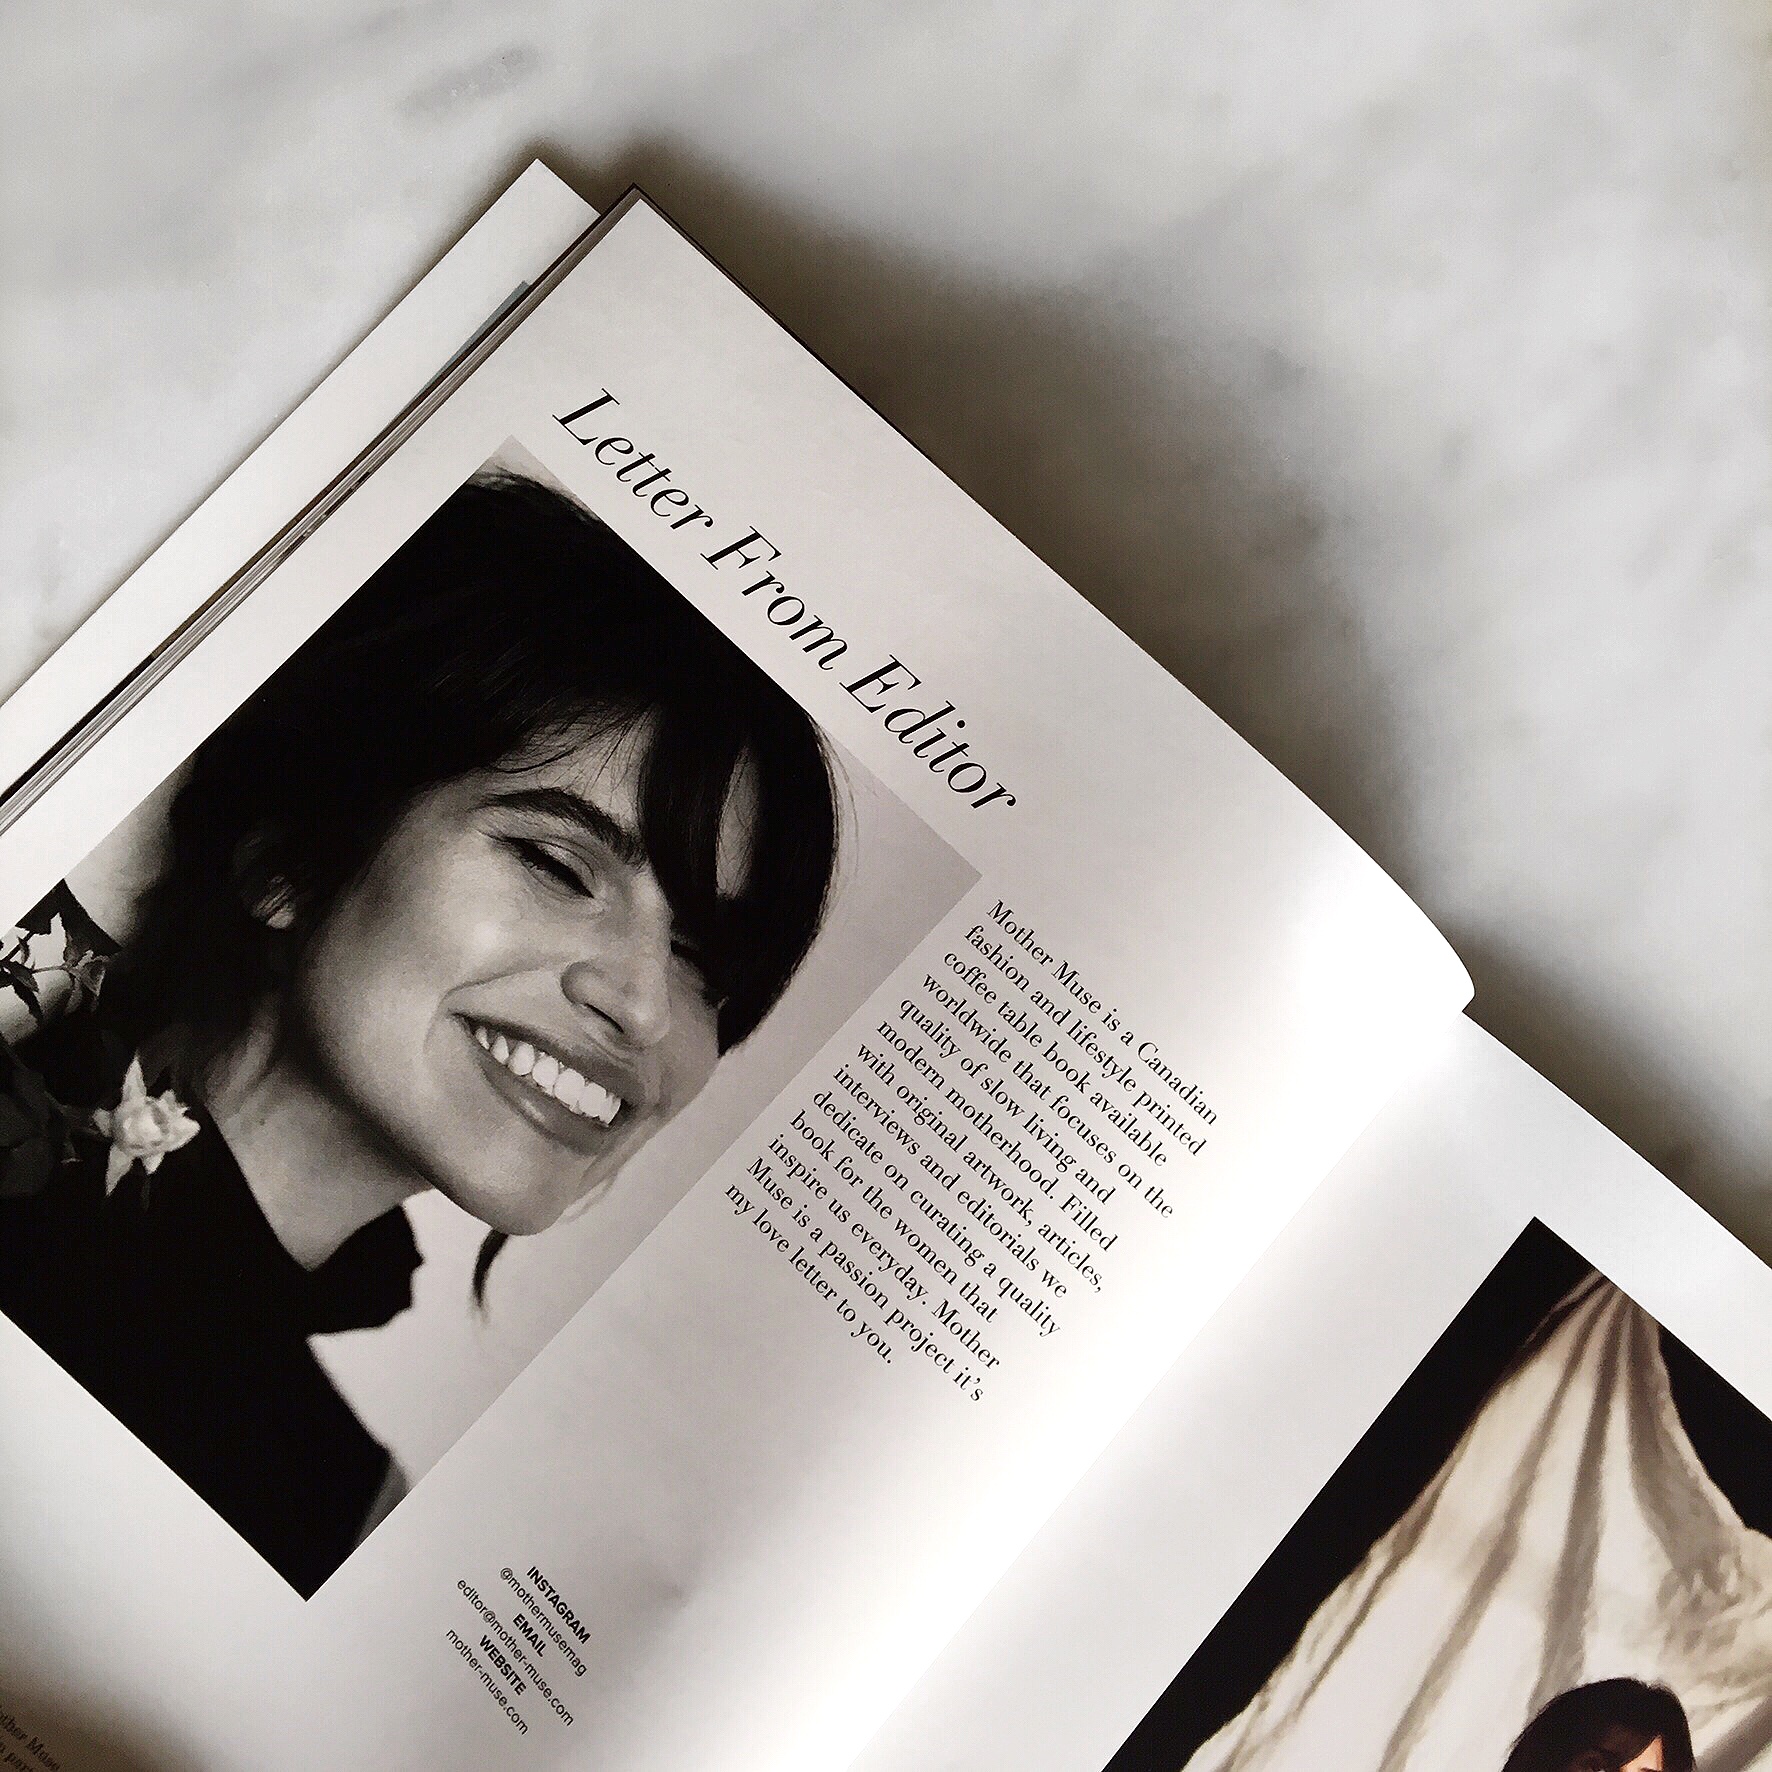 Letter From Editor
Mother Muse is a Canadian
fashion and lifestyle printed
coffee table book available
worldwide that focuses on the
quality of slow living and
modern motherhood. Filled
with original artwork, articles,
interviews and editorials we
dedicate on curating a quality
book for the women that
inspire us everyday. Mother
Muse is a passion project it's
my love letter to you.
INSTAGRAM
@mothermusemag
EMAIL
editor@mother-muse.com
WEBSITE
mother-muse.com